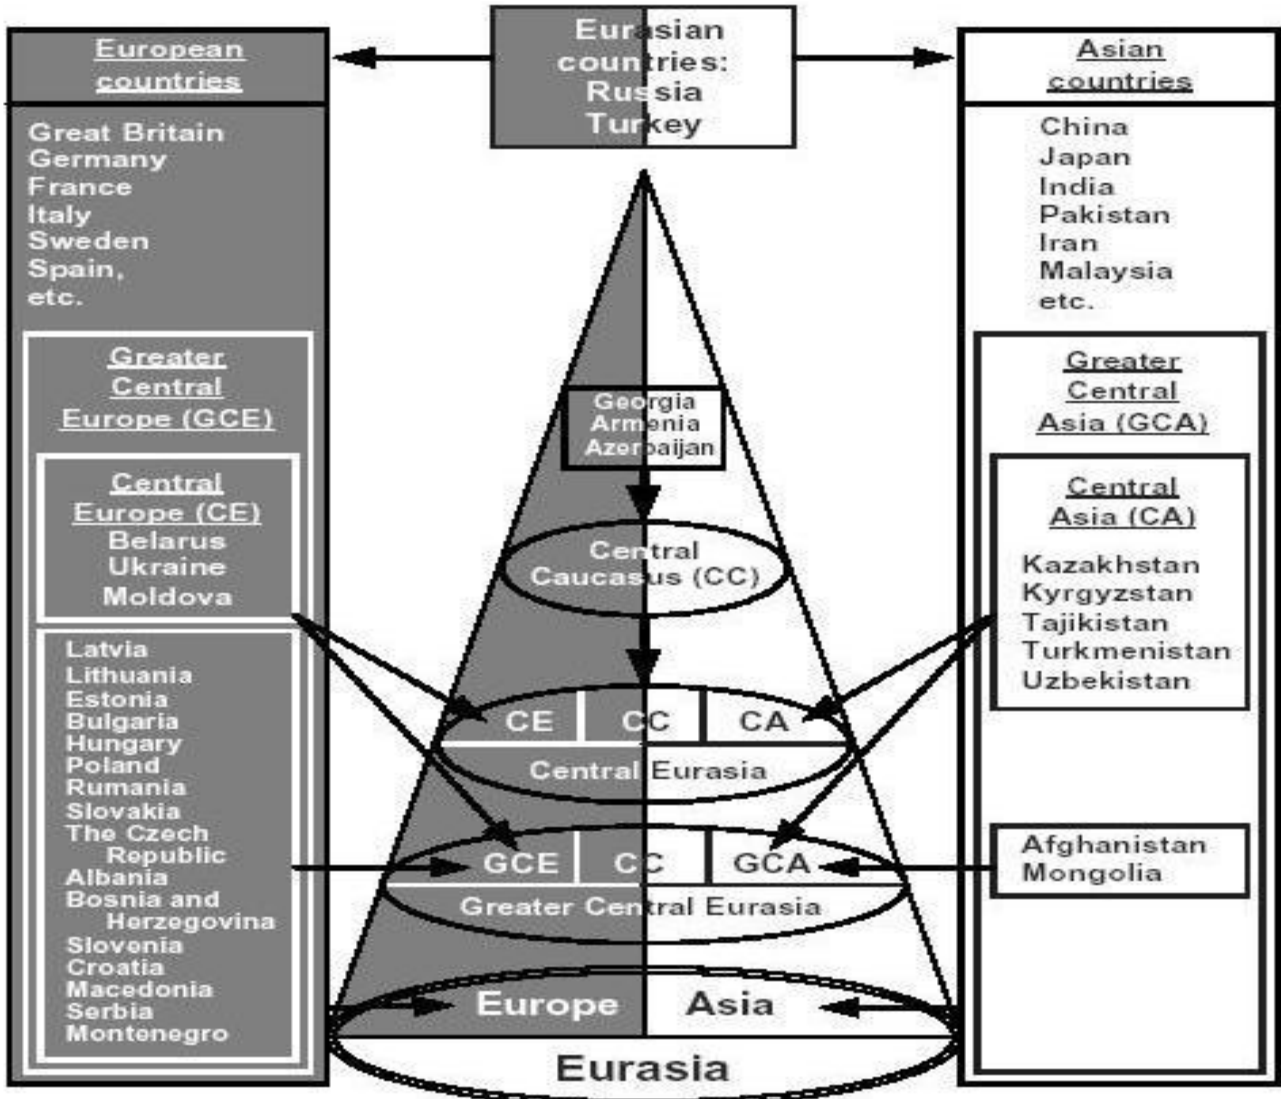 European
countries
Great Britain
Germany
France
Italy
Sweden
Spain,
etc.
Greater
Central
Europe (GCE)
Central
Europe (CE)
Belarus
Ukraine
Moldova
Latvia
Lithuania
Estonia
Bulgaria
Hungary
Poland
Rumania
Slovakia
The Czech
Republic
Albania
Bosnia and
Herzegovina
Slovenia
Croatia
Macedonia
Serbia
Montenegro
Eurasian
countries:
Russia
Turkey
Georgia
Armenia
Azerbaijan
Central
Caucasus (CC)
CE CC CA
Central Eurasia
GCE CC GCA
Greater Central Eurasia
Europe Asia
Eurasia
Asian
countries
China
Japan
India
Pakistan
Iran
Malaysia
etc.
Greater
Central
Asia (GCA)
Central
Asia (CA)
Kazakhstan
Kyrgyzstan
Tajikistan
Turkmenistan
Uzbekistan
Afghanistan
Mongolia